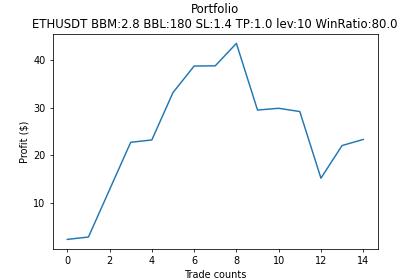 Portfolio
ETHUSDT BBM:2.8 BBL:180 SL:1.4 TP:1.0 lev:10 WinRatio:80.0
40
30
20
10
Profit ($)
0 2 4 6 8 10 12 14
Trade counts